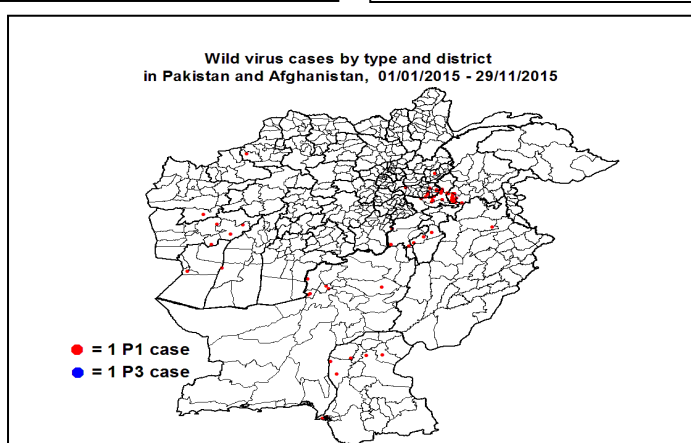 Wild virus cases by type and district
in Pakistan and Afghanistan, 01/01/2015 - 29/11/2015
= 1 P1 case
= 1 P3 case